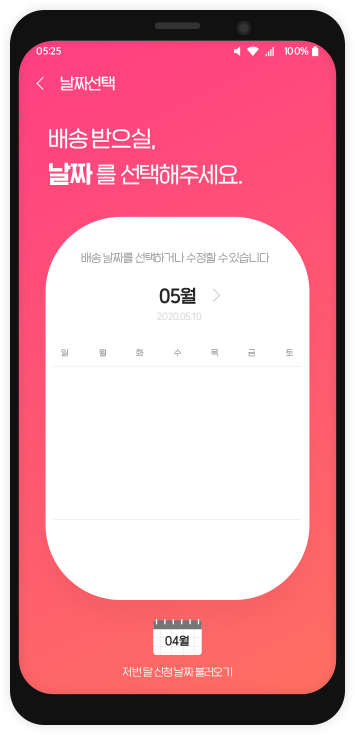 05:25
100%
날짜선택
배송 받으실,
날짜 를 선택해주세요.
배송 날짜를 선택하거나 수정할 수 있습니다
05월
2020.05.10
일 월 화 수 목 금 토
04월
저번 달 신청 날짜 불러오기